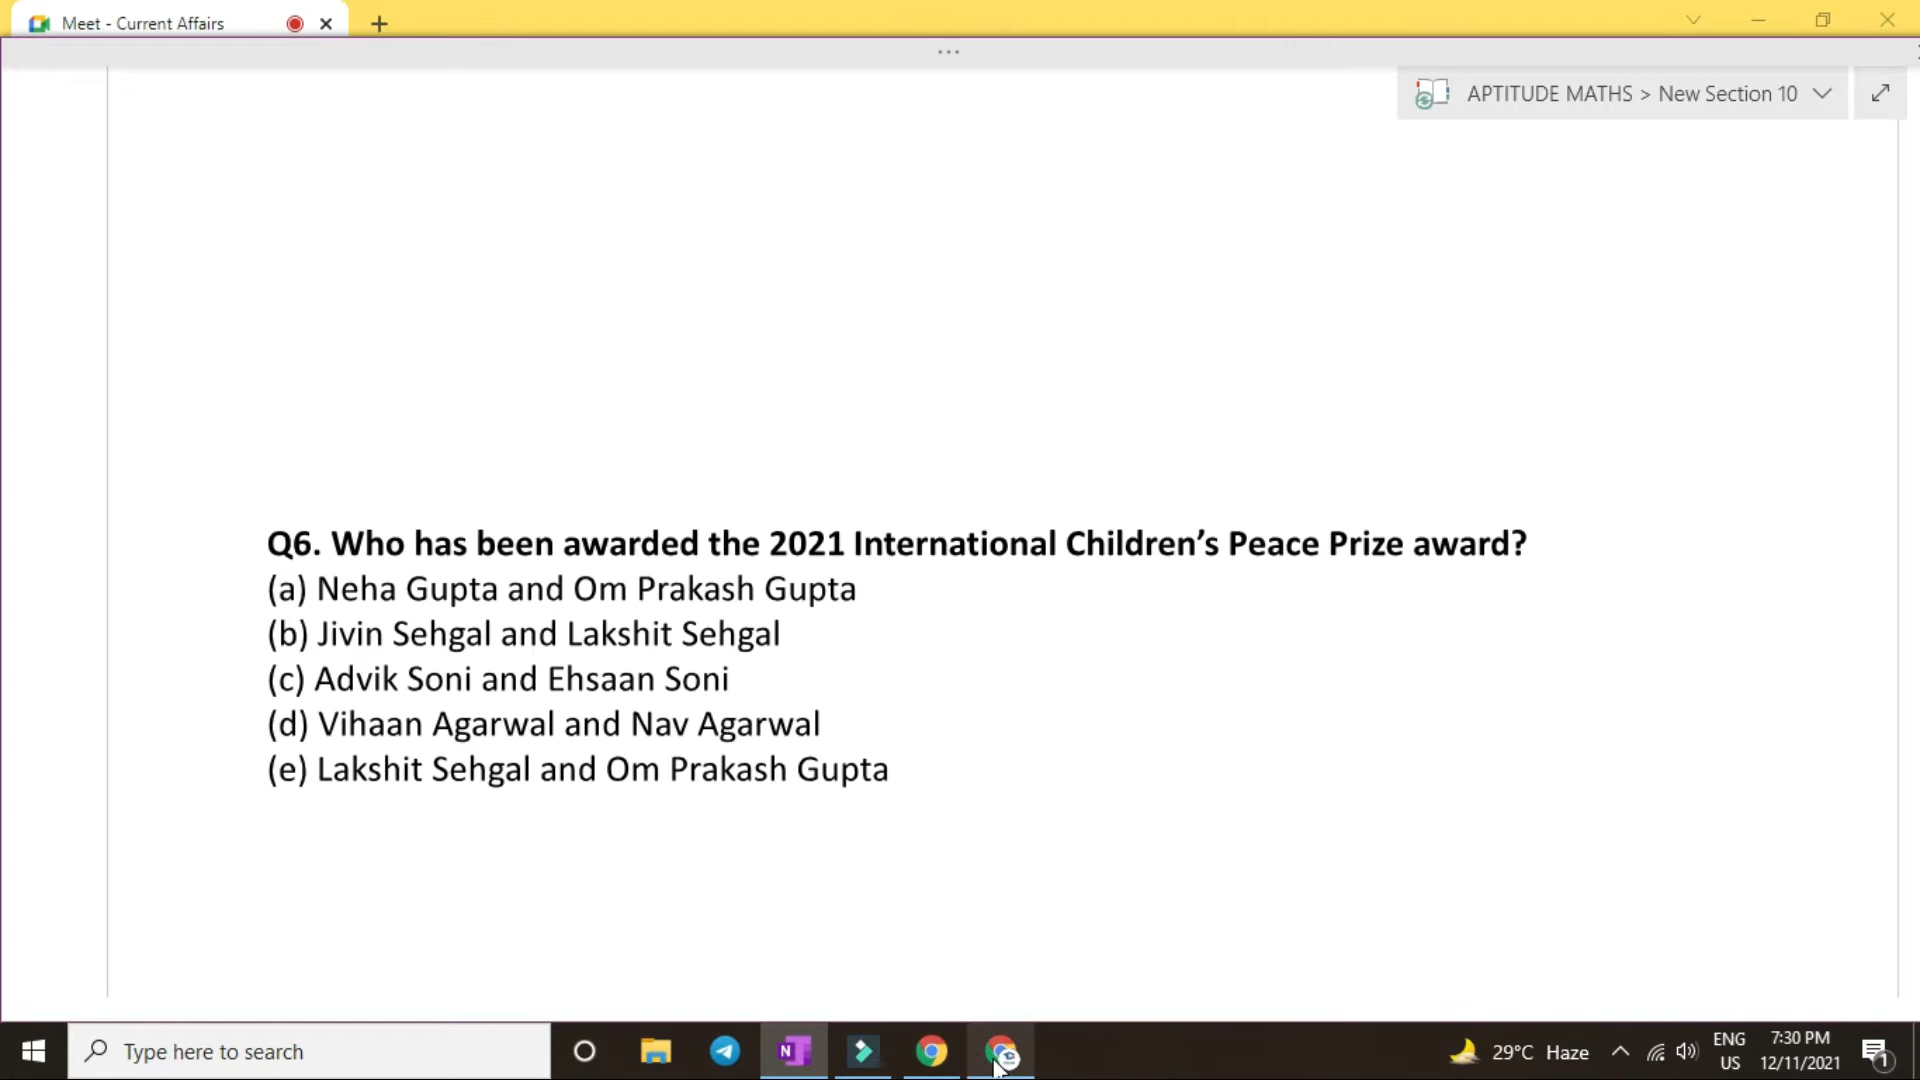 Meet - Current Affairs
APTITUDE MATHS > New Section 10
Q6. Who has been awarded the 2021 International Children’s Peace Prize award?
(a) Neha Gupta and Om Prakash Gupta
(b) Jivin Sehgal and Lakshit Sehgal
(c) Advik Soni and Ehsaan Soni
(d) Vihaan Agarwal and Nav Agarwal
(e) Lakshit Sehgal and Om Prakash Gupta
Type here to search
N
29°C Haze
ENG
US
7:30 PM
12/11/2021
1